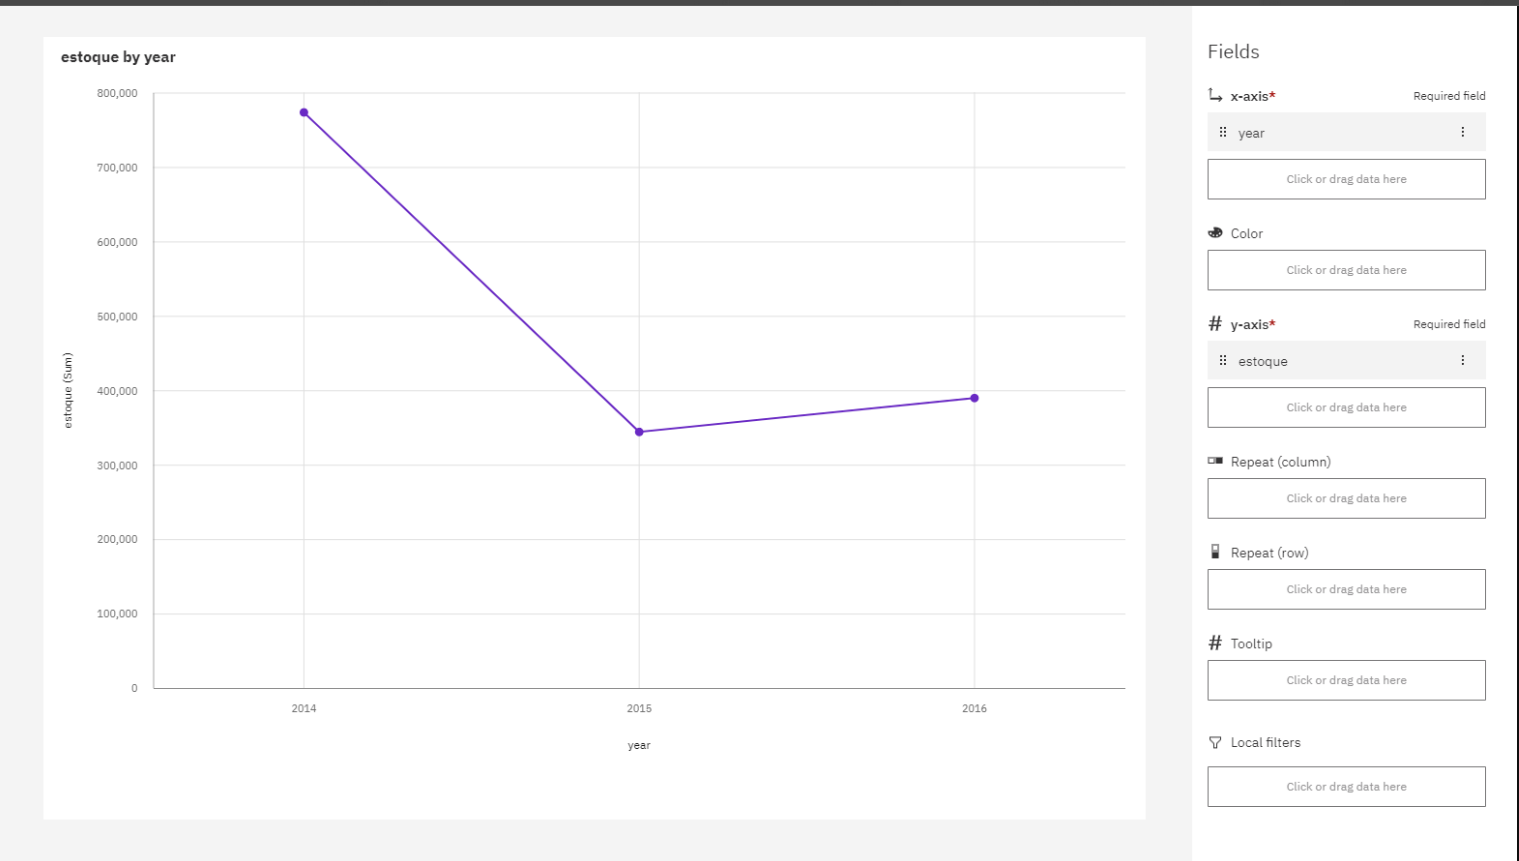 estoque by year
800,000
700,000
600,000
500,000
400,000
300,000
200,000
100,000
0
estoque (Sum)
2014
2015
2016
year
Fields
x-axis*
Required field
year
Click or drag data here
Color
Click or drag data here
y-axis*
Required field
estoque
Click or drag data here
Repeat (column)
Click or drag data here
Repeat (row)
Click or drag data here
Tooltip
Click or drag data here
Local filters
Click or drag data here